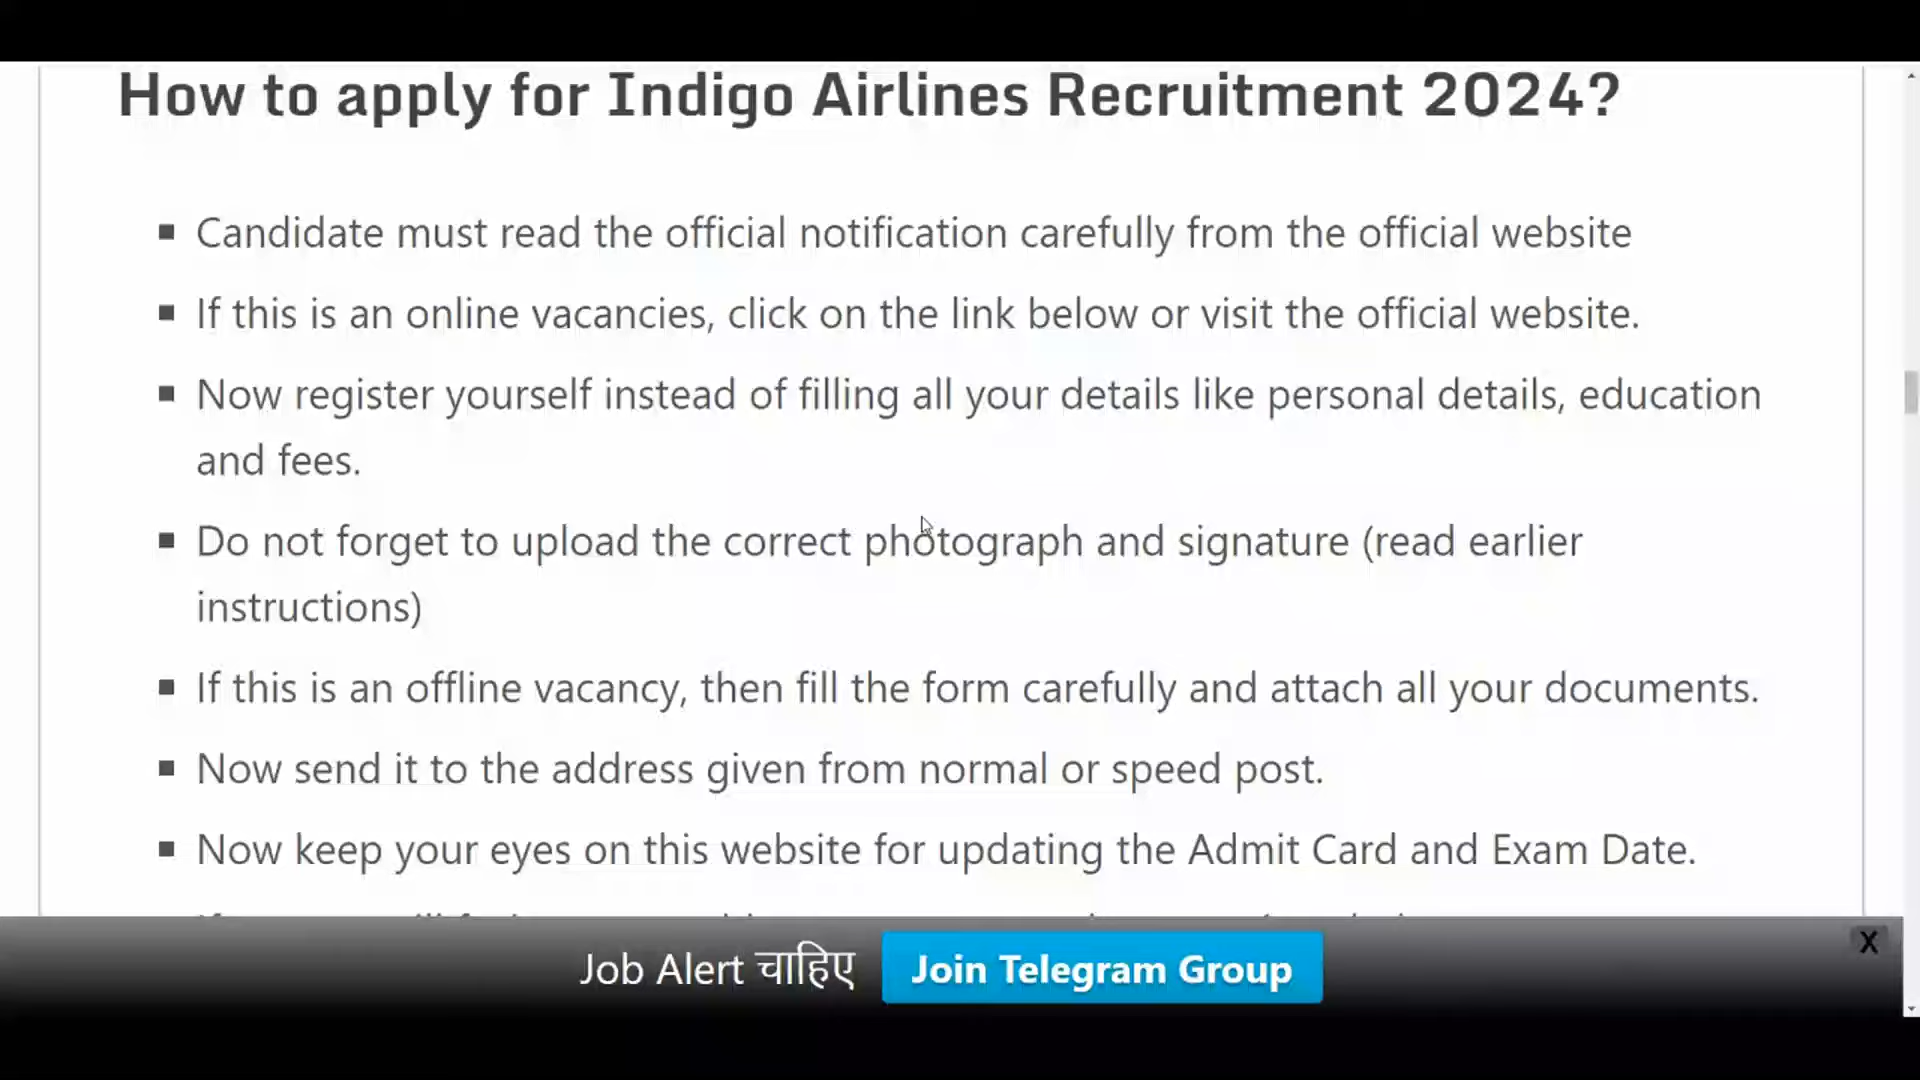 How to apply for Indigo Airlines Recruitment 2024?
Candidate must read the official notification carefully from the official website
If this is an online vacancies, click on the link below or visit the official website.
Now register yourself instead of filling all your details like personal details, education
and fees.
Do not forget to upload the correct photograph and signature (read earlier
instructions)
If this is an offline vacancy, then fill the form carefully and attach all your documents.
Now send it to the address given from normal or speed post.
Now keep your eyes on this website for updating the Admit Card and Exam Date.
Job Alert चाहिए Join Telegram Group
X